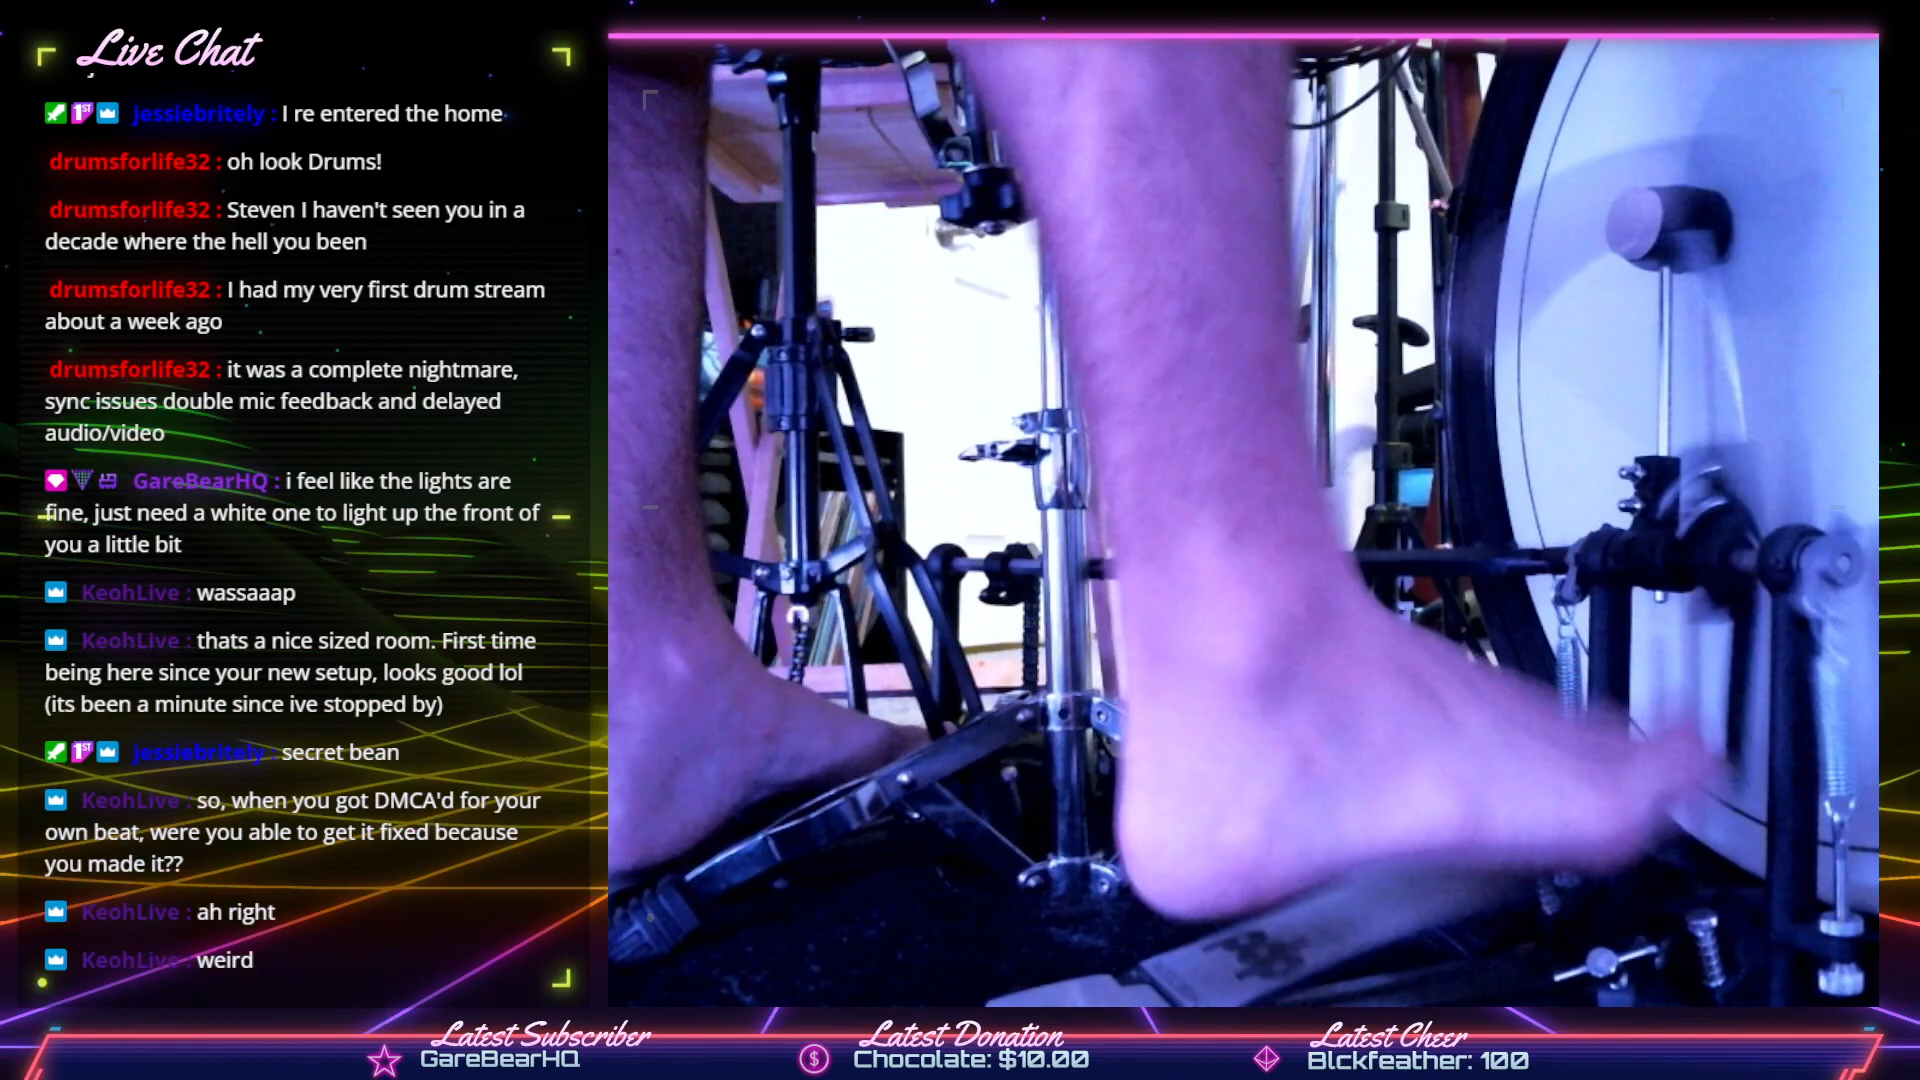 Live Chat
jessiebritely : I re entered the home
drumsforlife32 : oh look Drums!
drumsforlife32 : Steven I haven't seen you in a
decade where the hell you been
drumsforlife32 : I had my very first drum stream
about a week ago
drumsforlife32 : it was a complete nightmare,
sync issues double mic feedback and delayed
audio/video
GareBearHQ : i feel like the lights are
fine, just need a white one to light up the front of
you a little bit
KeohLive : wassaaap
KeohLive : thats a nice sized room. First time
being here since your new setup, looks good lol
(its been a minute since ive stopped by)
jessiebritely : secret bean
KeohLive : so, when you got DMCA'd for your
own beat, were you able to get it fixed because
you made it??
KeohLive : ah right
KeohLive : weird
Latest Subscriber
GareBearHQ
Latest Donation
Chocolate: $10.00
Latest Cheer
Blckfeather: 100